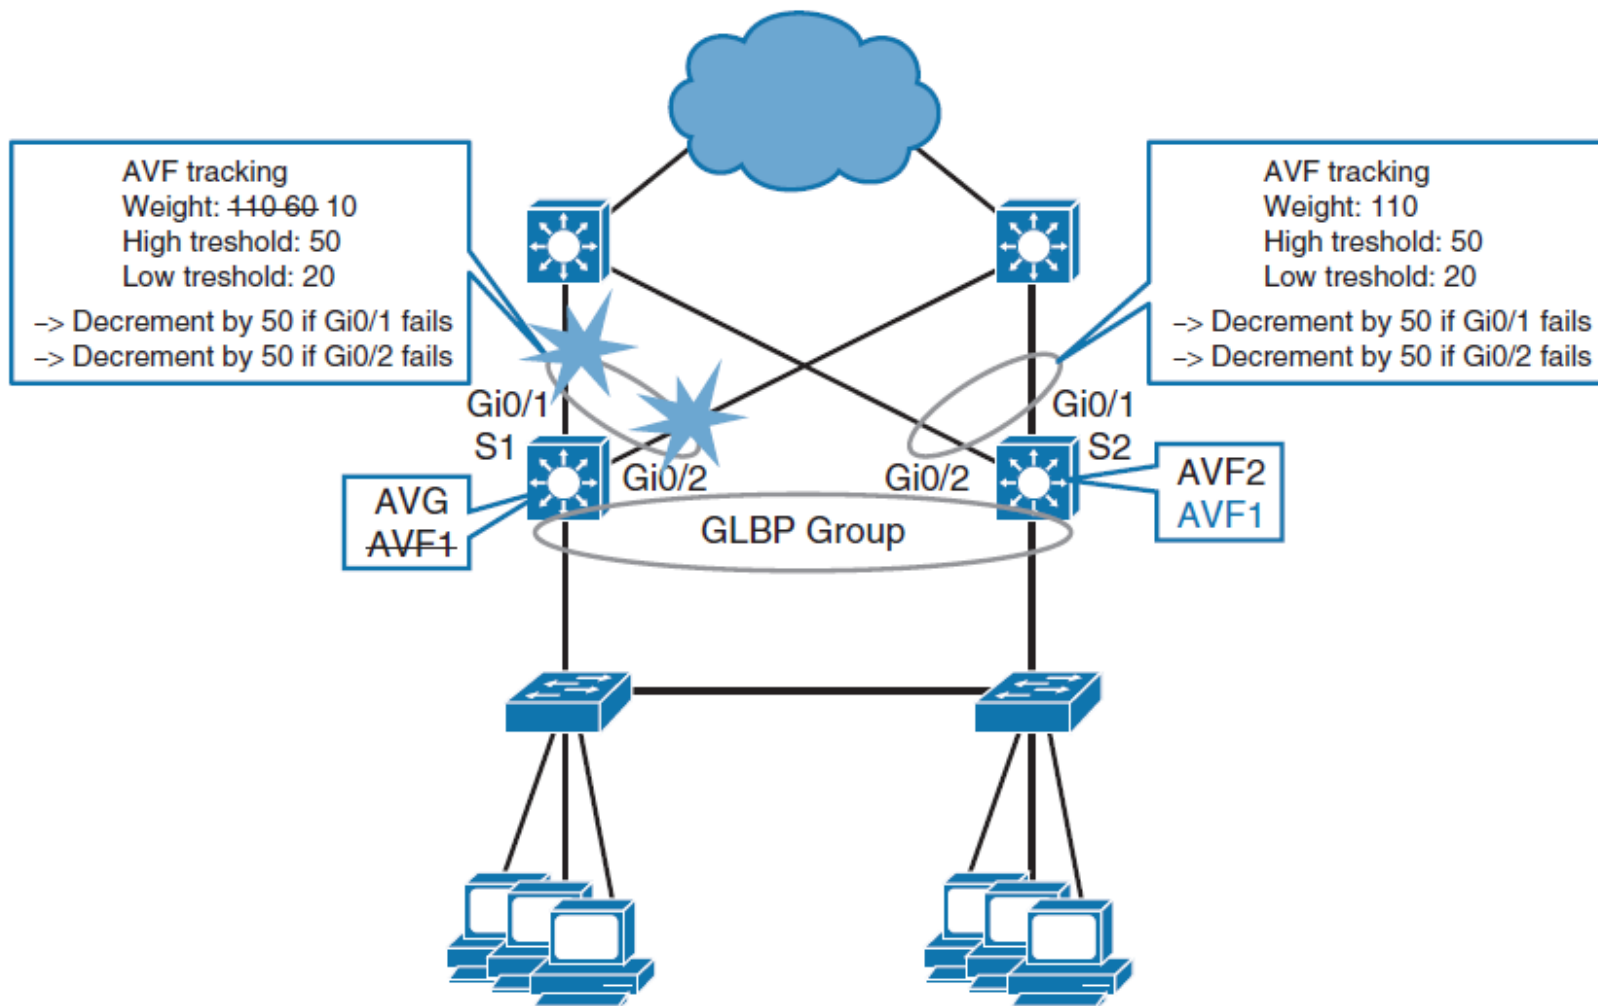 AVF tracking
Weight: 110 60 10
High treshold: 50
Low treshold: 20
–> Decrement by 50 if Gi0/1 fails
–> Decrement by 50 if Gi0/2 fails
AVF tracking
Weight: 110
High treshold: 50
Low treshold: 20
–> Decrement by 50 if Gi0/1 fails
–> Decrement by 50 if Gi0/2 fails
Gi0/1
S1
Gi0/2
Gi0/1
S2
Gi0/2
AVG
AVF1
GLBP Group
AVF2
AVF1